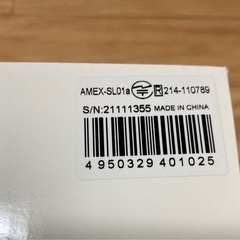 AMEX-SL01a R 214-110789
S/N:21111355 MADE IN CHINA
4 950329 401025